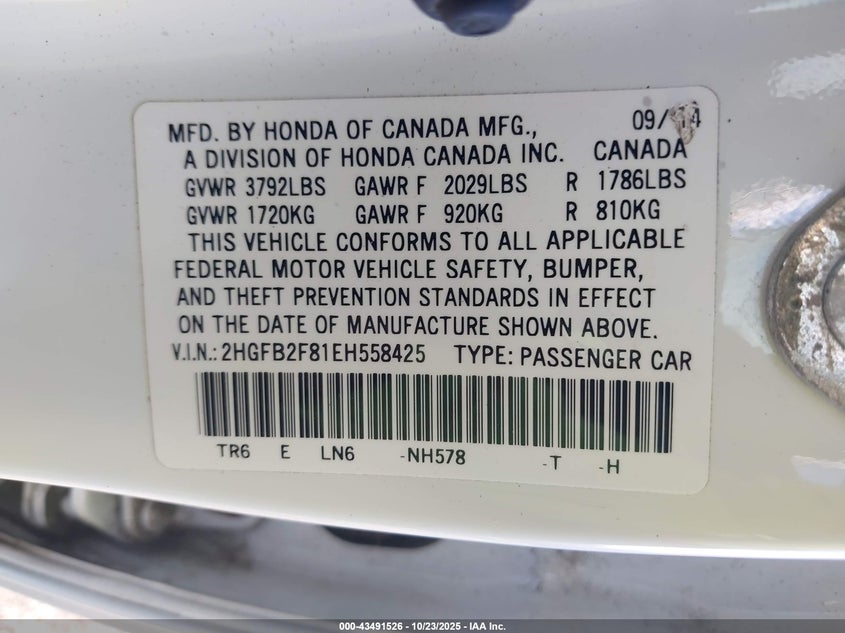 MFD. BY HONDA OF CANADA MFG., 09/14
A DIVISION OF HONDA CANADA INC. CANADA
GVWR 3792LBS GAWR F 2029LBS R 1786LBS
GVWR 1720KG GAWR F 920KG R 810KG
THIS VEHICLE CONFORMS TO ALL APPLICABLE
FEDERAL MOTOR VEHICLE SAFETY, BUMPER,
AND THEFT PREVENTION STANDARDS IN EFFECT
ON THE DATE OF MANUFACTURE SHOWN ABOVE.
V.I.N.: 2HGFB2F81EH558425 TYPE: PASSENGER CAR
TR6 E LN6 -NH578 -T -H
000-43491526 - 10/23/2025 - IAA Inc.